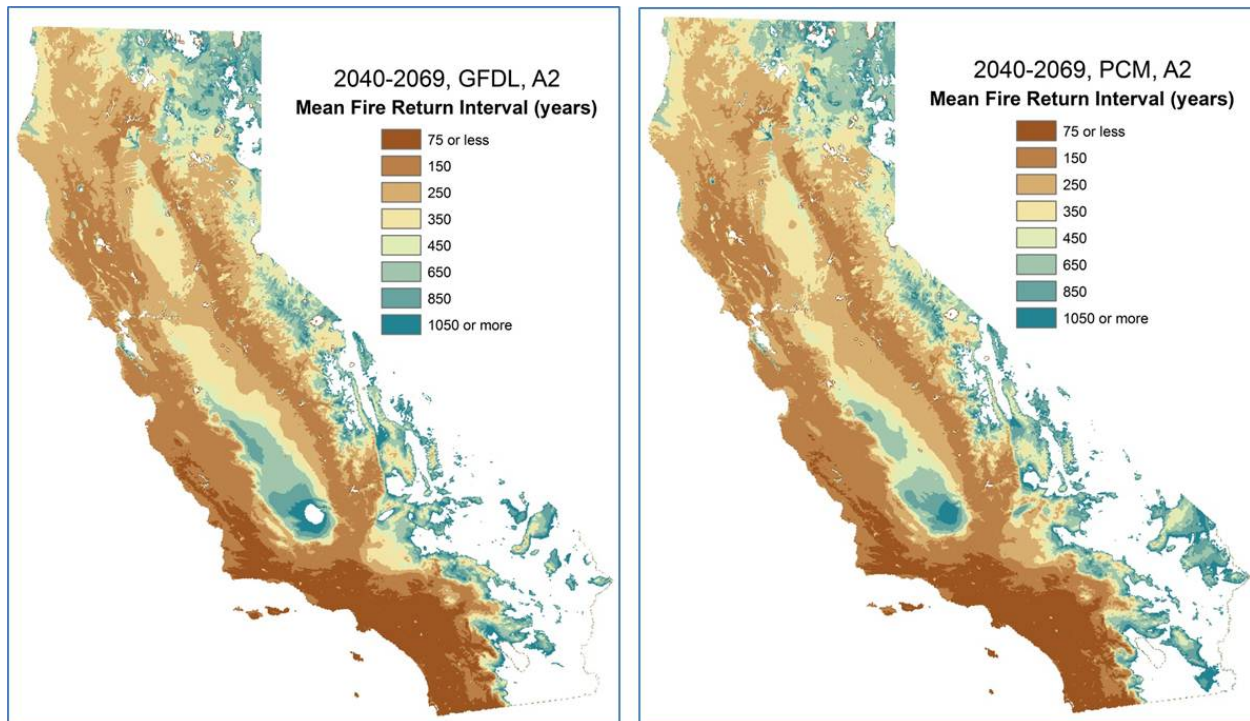 2040-2069, GFDL, A2
Mean Fire Return Interval (years)
75 or less
150
250
350
450
650
850
1050 or more
2040-2069, PCM, A2
Mean Fire Return Interval (years)
75 or less
150
250
350
450
650
850
1050 or more